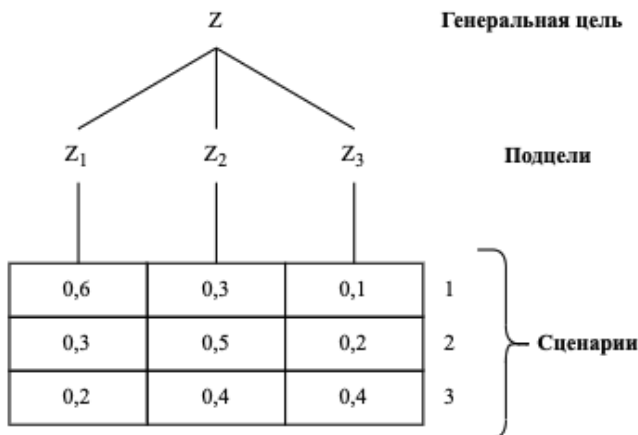 Z Генеральная цель
Z₁ Z₂ Z₃ Подцели
0,6 0,3 0,1 1
0,3 0,5 0,2 2 Сценарии
0,2 0,4 0,4 3